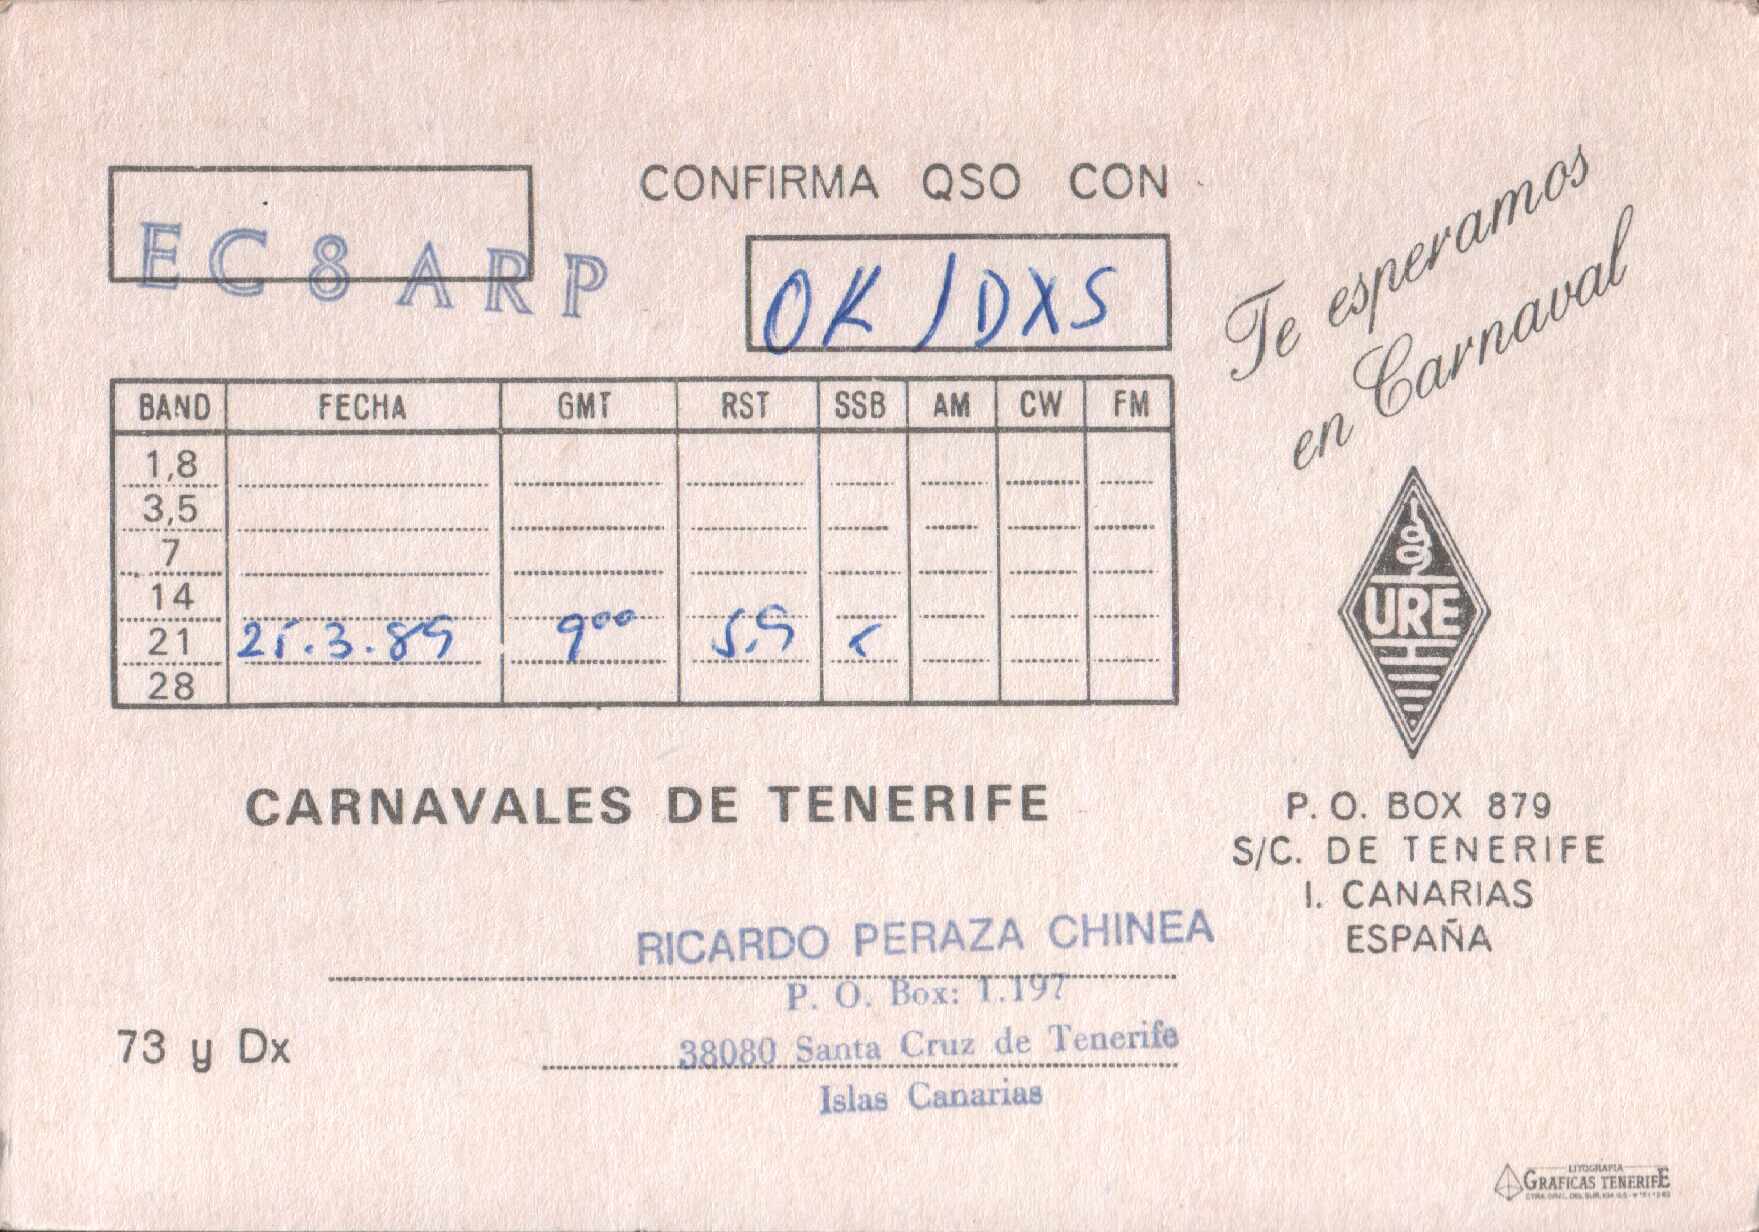 EC8ARP
CONFIRMA QSO CON
OK1DXS
Te esperamos
en Carnaval
BAND FECHA GMT RST SSB AM CW FM
1,8
3,5
7
14
21 25.3.89 9⁰⁰ 5.9
28
URE
CARNAVALES DE TENERIFE
P. O. BOX 879
S/C. DE TENERIFE
I. CANARIAS
ESPAÑA
RICARDO PERAZA CHINEA
P. O. Box: 1.197
73 y Dx
38080 Santa Cruz de Tenerife
Islas Canarias
LITOGRAFIA
GRAFICAS TENERIFE